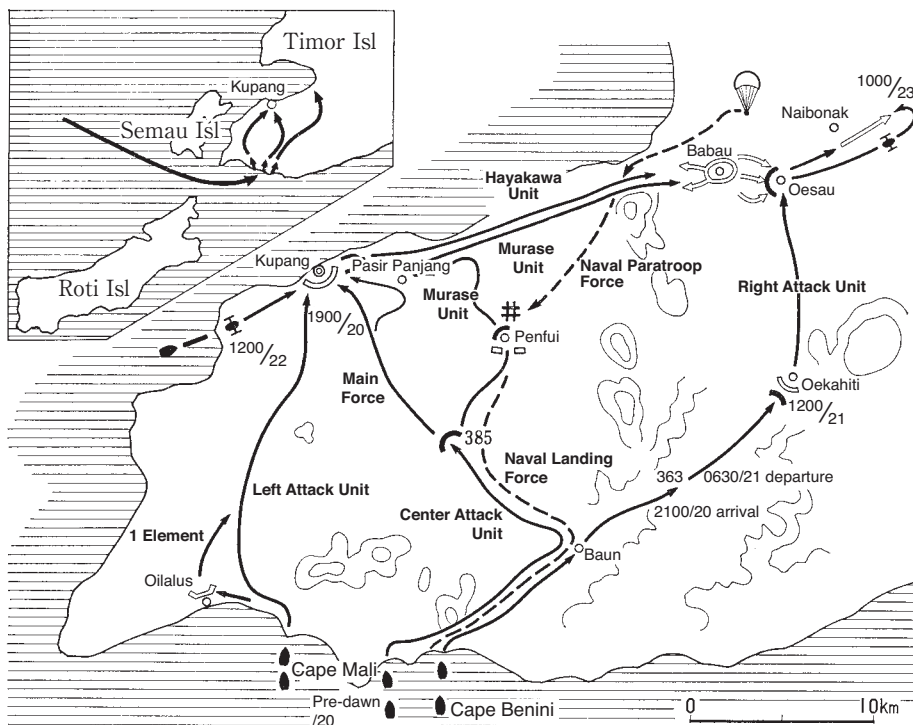 Timor Isl
Kupang
Semau Isl
Roti Isl
1000/23
Naibonak
Babau
Oesau
Hayakawa
Unit
Kupang
Pasir Panjang
Murase
Unit
Naval Paratroop
Force
Murase
Unit
Right Attack Unit
1900/20
1200/22
Penfui
Main
Force
Oekahiti
1200/21
385
Naval Landing
Force
363 0630/21 departure
2100/20 arrival
Left Attack Unit
Center Attack
Unit
1 Element
Baun
Oilalus
Cape Mali
Pre-dawn
/20
Cape Benini
0 10km